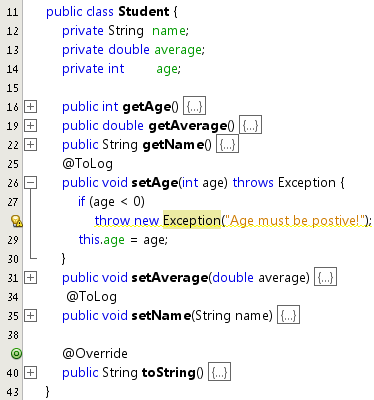 11 public class Student {
12 private String name;
13 private double average;
14 private int age;
15
16 public int getAge() {...}
19 public double getAverage() {...}
22 public String getName() {...}
25 @ToLog
26 public void setAge(int age) throws Exception {
27 if (age < 0)
throw new Exception("Age must be postive!");
29 this.age = age;
30 }
31 public void setAverage(double average) {...}
34 @ToLog
35 public void setName(String name) {...}
38
@Override
40 public String toString() {...}
43 }